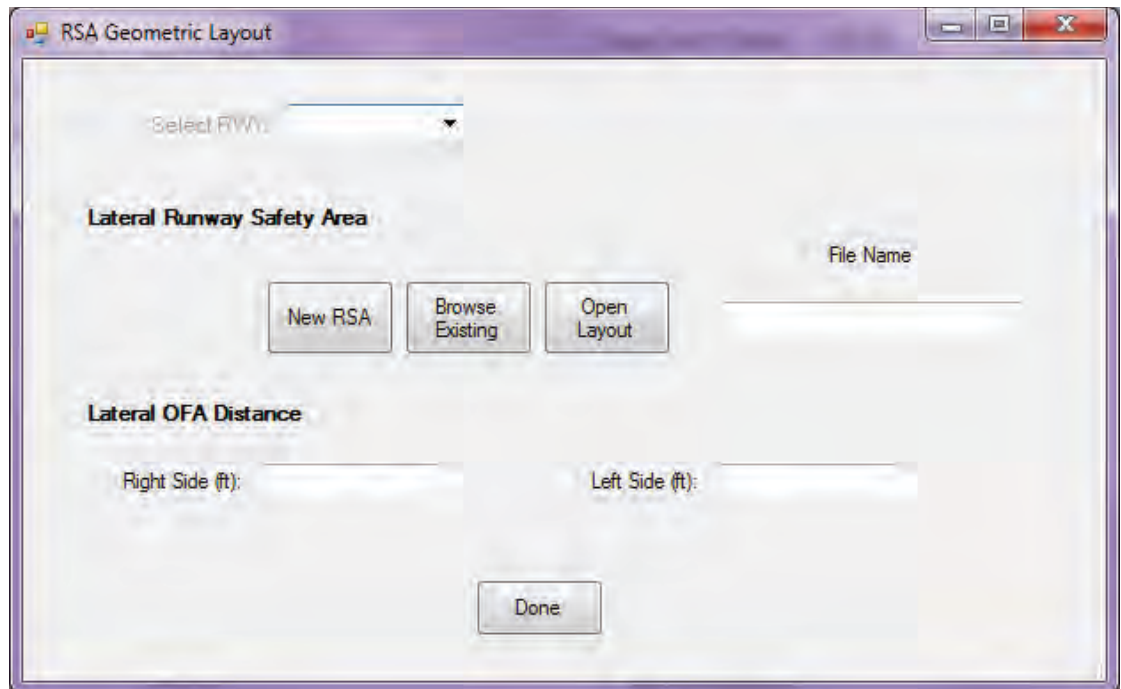 RSA Geometric Layout
Select RWY:
Lateral Runway Safety Area
File Name
New RSA
Browse
Existing
Open
Layout
Lateral OFA Distance
Right Side (ft):
Left Side (ft):
Done